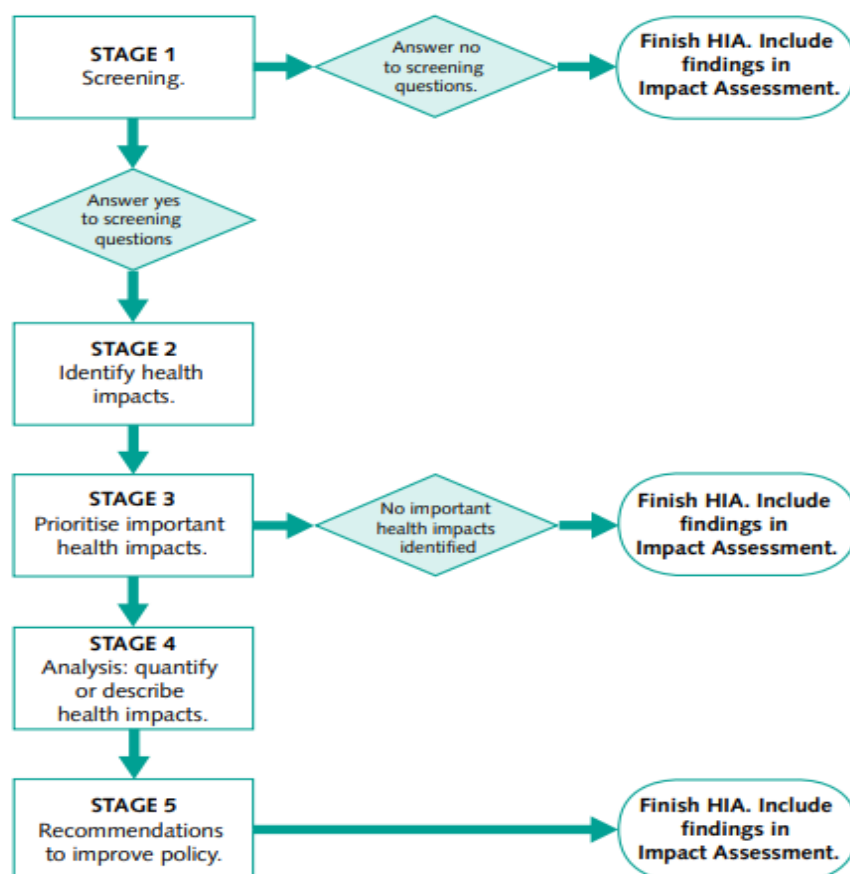 STAGE 1
Screening.
Answer no
to screening
questions.
Finish HIA. Include
findings in
Impact Assessment.
Answer yes
to screening
questions
STAGE 2
Identify health
impacts.
STAGE 3
Prioritise important
health impacts.
No important
health impacts
identified
Finish HIA. Include
findings in
Impact Assessment.
STAGE 4
Analysis: quantify
or describe
health impacts.
STAGE 5
Recommendations
to improve policy.
Finish HIA. Include
findings in
Impact Assessment.